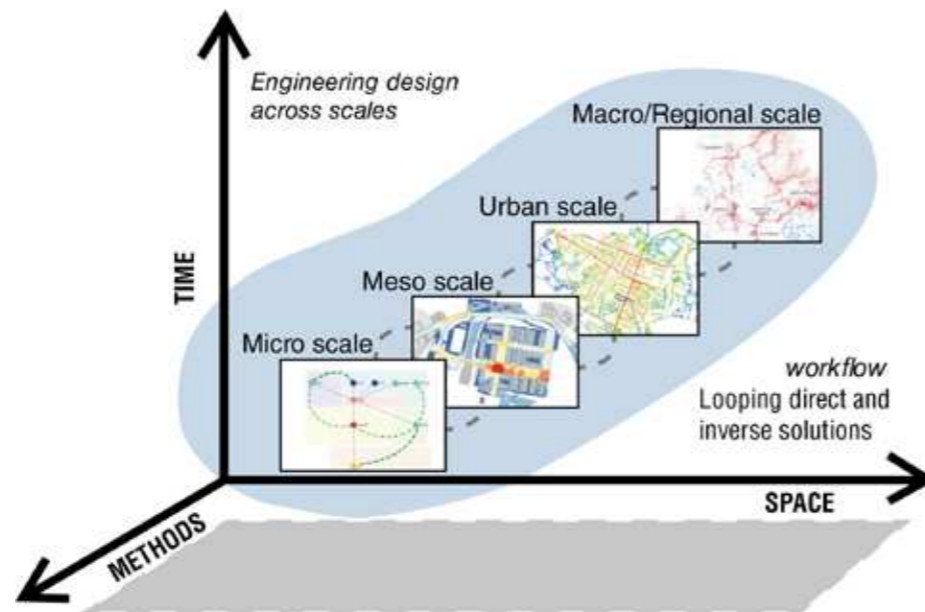 Engineering design
across scales
Macro/Regional scale
Urban scale
Meso scale
Micro scale
TIME
workflow
Looping direct and
inverse solutions
SPACE
METHODS